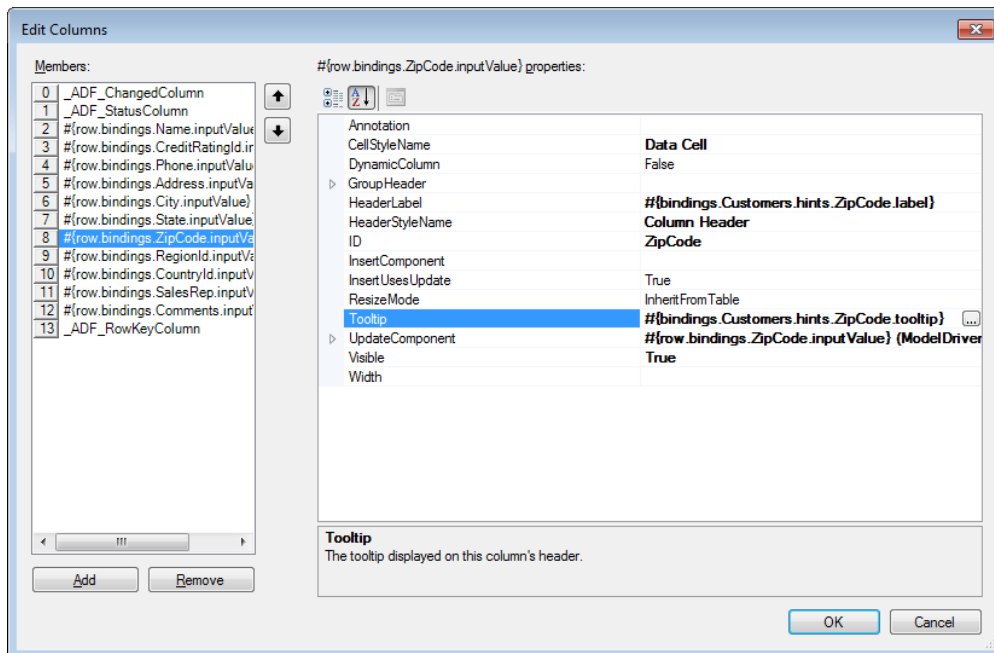 Edit Columns
Members:
#{row.bindings.ZipCode.inputValue} properties:
0 _ADF_ChangedColumn
1 _ADF_StatusColumn
2 #{row.bindings.Name.inputValue
3 #{row.bindings.CreditRatingId.ir
4 #{row.bindings.Phone.inputValu
5 #{row.bindings.Address.inputVa
6 #{row.bindings.City.inputValue}
7 #{row.bindings.State.inputValue
8 #{row.bindings.ZipCode.inputVa
9 #{row.bindings.RegionId.inputVa
10 #{row.bindings.CountryId.inputV
11 #{row.bindings.SalesRep.inputV
12 #{row.bindings.Comments.input
13 _ADF_RowKeyColumn
Add
Remove
Annotation
CellStyleName Data Cell
DynamicColumn False
GroupHeader
HeaderLabel #{bindings.Customers.hints.ZipCode.label}
HeaderStyleName Column Header
ID ZipCode
InsertComponent
InsertUsesUpdate True
ResizeMode InheritFromTable
Tooltip #{bindings.Customers.hints.ZipCode.tooltip} ...
UpdateComponent #{row.bindings.ZipCode.inputValue} (ModelDriver
Visible True
Width
Tooltip
The tooltip displayed on this column's header.
OK
Cancel